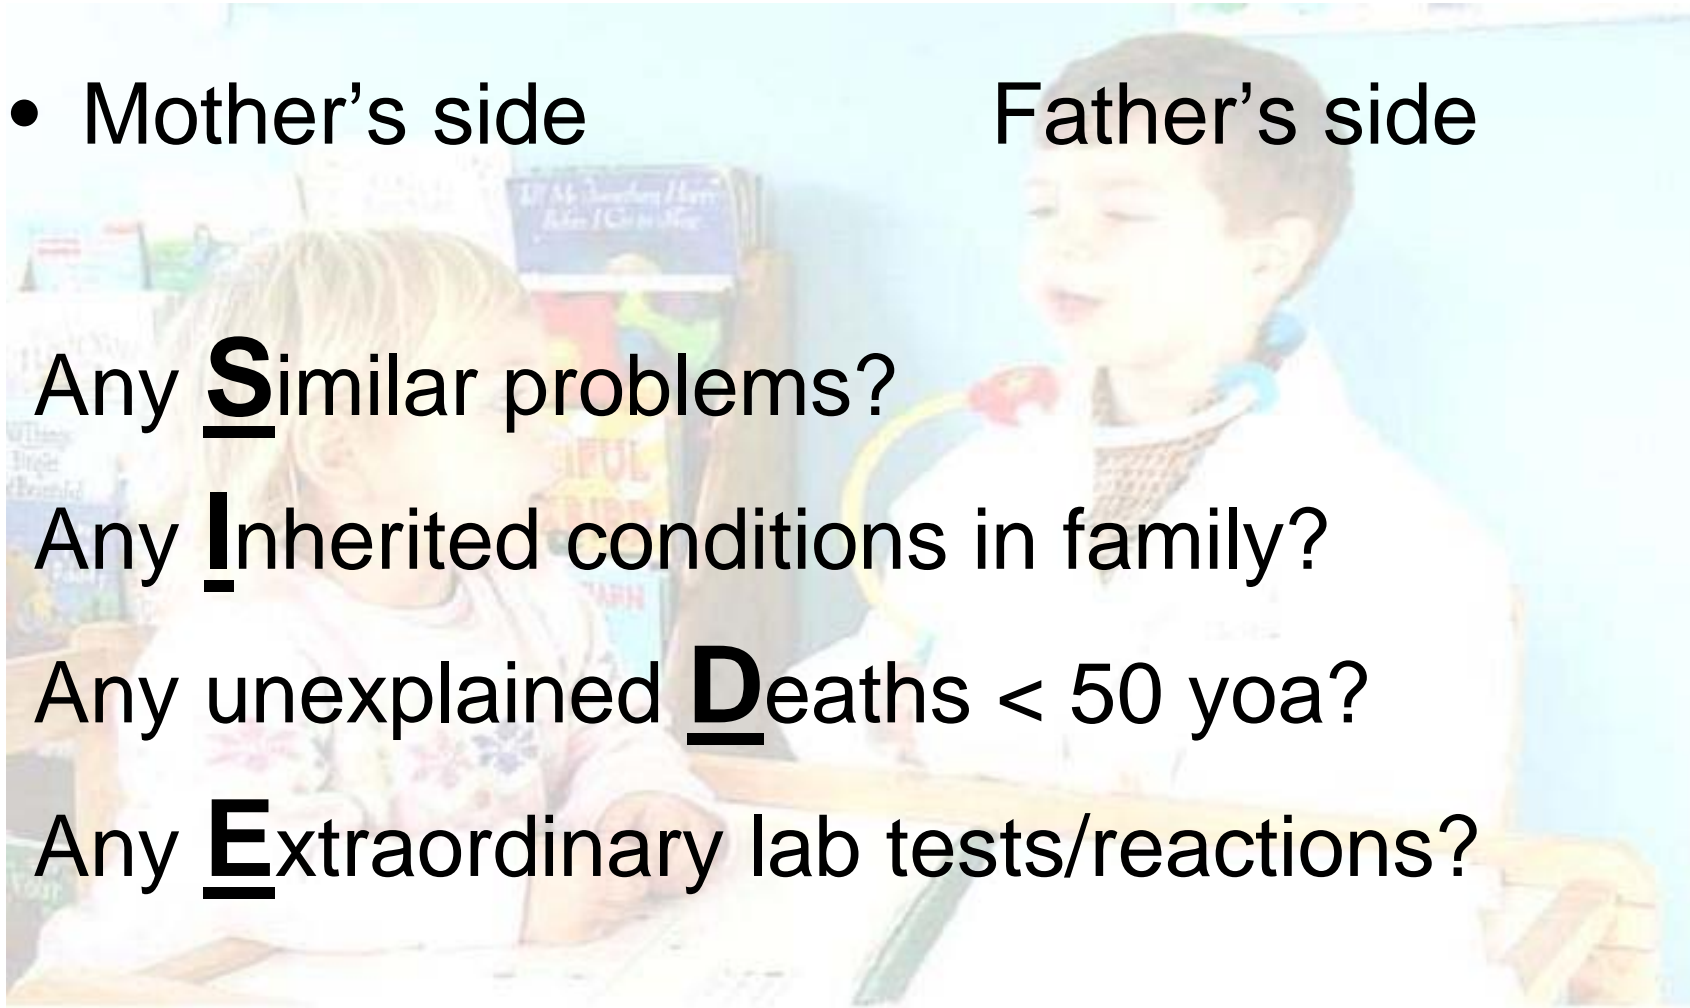 • Mother’s side Father’s side
Any Similar problems?
Any Inherited conditions in family?
Any unexplained Deaths < 50 yoa?
Any Extraordinary lab tests/reactions?